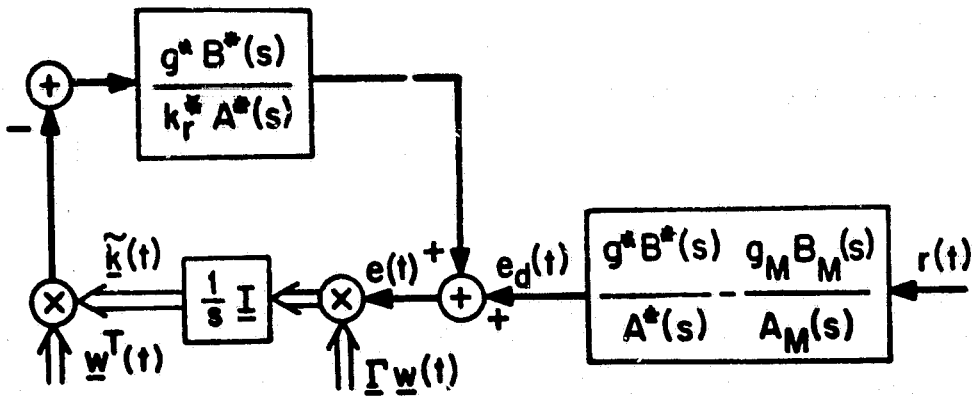 +
−
g* B*(s)
k_r* A*(s)
k̃(t)
×
w^T(t)
1
s
I
×
Γ w(t)
e(t)
+
+
+
e_d(t)
g* B*(s)
A*(s)
−
g_M B_M(s)
A_M(s)
r(t)